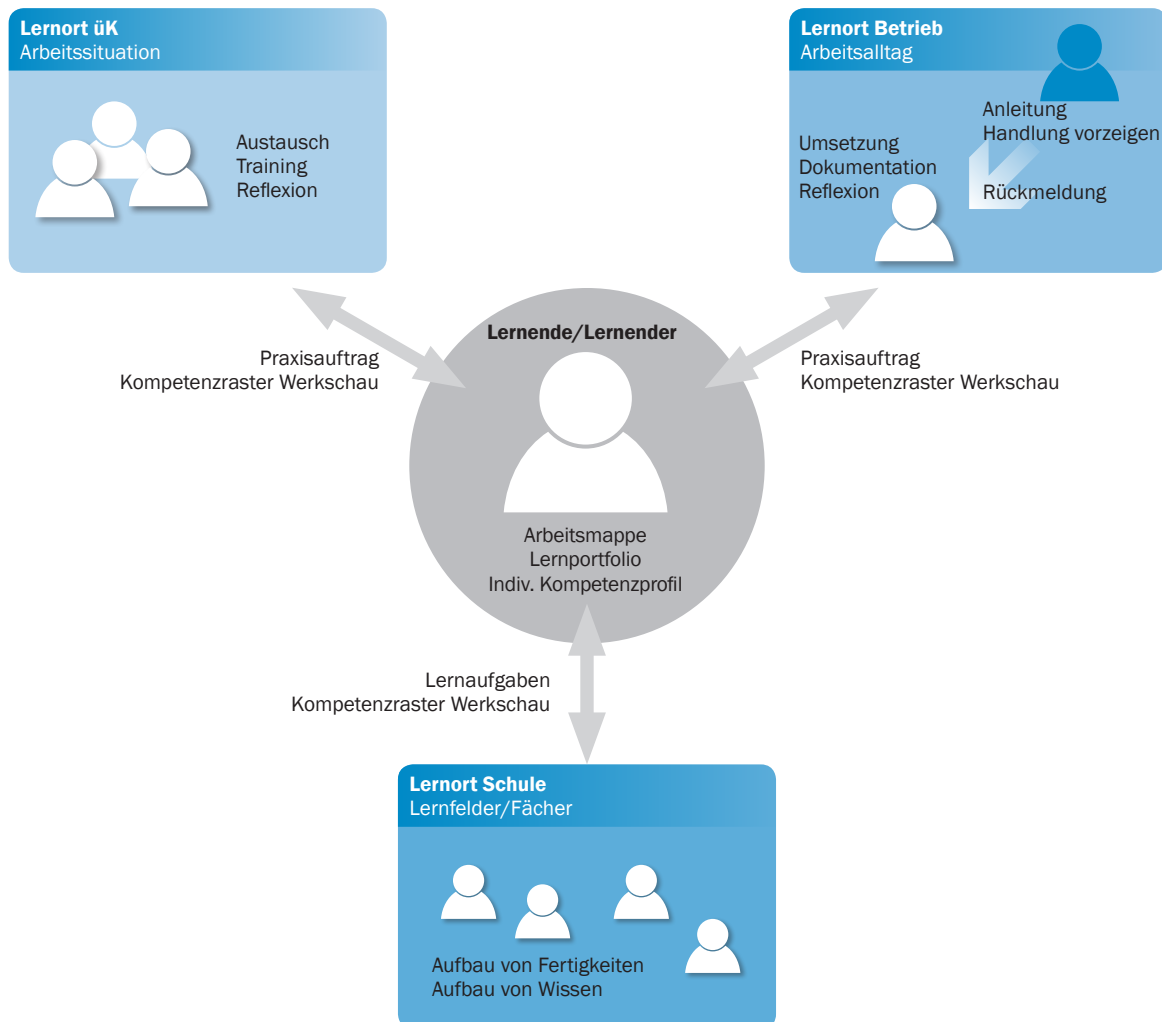 Lernort üK
Arbeitssituation
Austausch
Training
Reflexion
Lernort Betrieb
Arbeitsalltag
Anleitung
Handlung vorzeigen
Umsetzung
Dokumentation
Reflexion
Rückmeldung
Lernende/Lernender
Praxisauftrag
Kompetenzraster Werkschau
Praxisauftrag
Kompetenzraster Werkschau
Arbeitsmappe
Lernportfolio
Indiv. Kompetenzprofil
Lernaufgaben
Kompetenzraster Werkschau
Lernort Schule
Lernfelder/Fächer
Aufbau von Fertigkeiten
Aufbau von Wissen